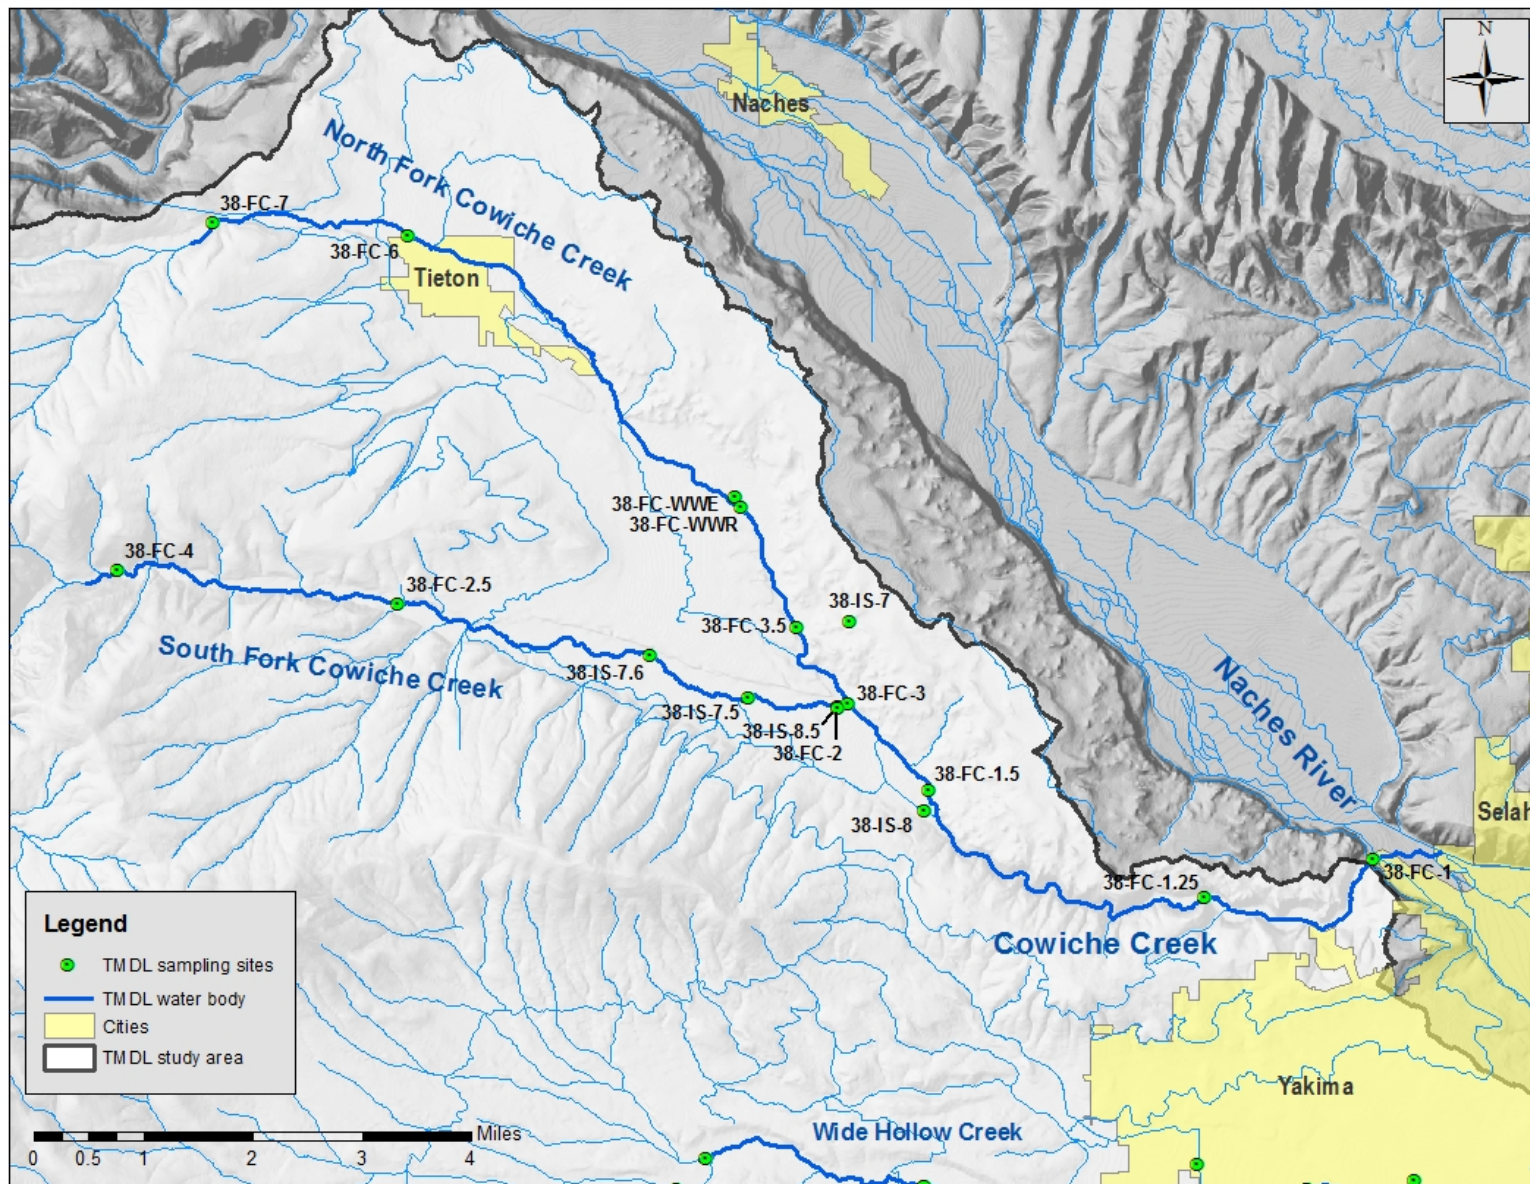 N
Naches
North Fork Cowiche Creek
38-FC-7
38-FC-6
Tieton
38-FC-WWE
38-FC-WWR
38-FC-4
38-FC-2.5
38-IS-7
38-FC-3.5
South Fork Cowiche Creek
38-IS-7.6
38-IS-7.5
38-FC-3
38-IS-8.5
38-FC-2
Naches River
38-FC-1.5
38-IS-8
Selah
38-FC-1
38-FC-1.25
Cowiche Creek
Legend
TMDL sampling sites
TMDL water body
Cities
TMDL study area
Yakima
Wide Hollow Creek
Miles
0 0.5 1 2 3 4